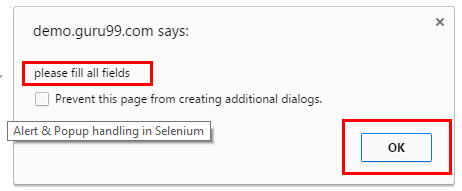 demo.guru99.com says:
please fill all fields
Prevent this page from creating additional dialogs.
Alert & Popup handling in Selenium
OK